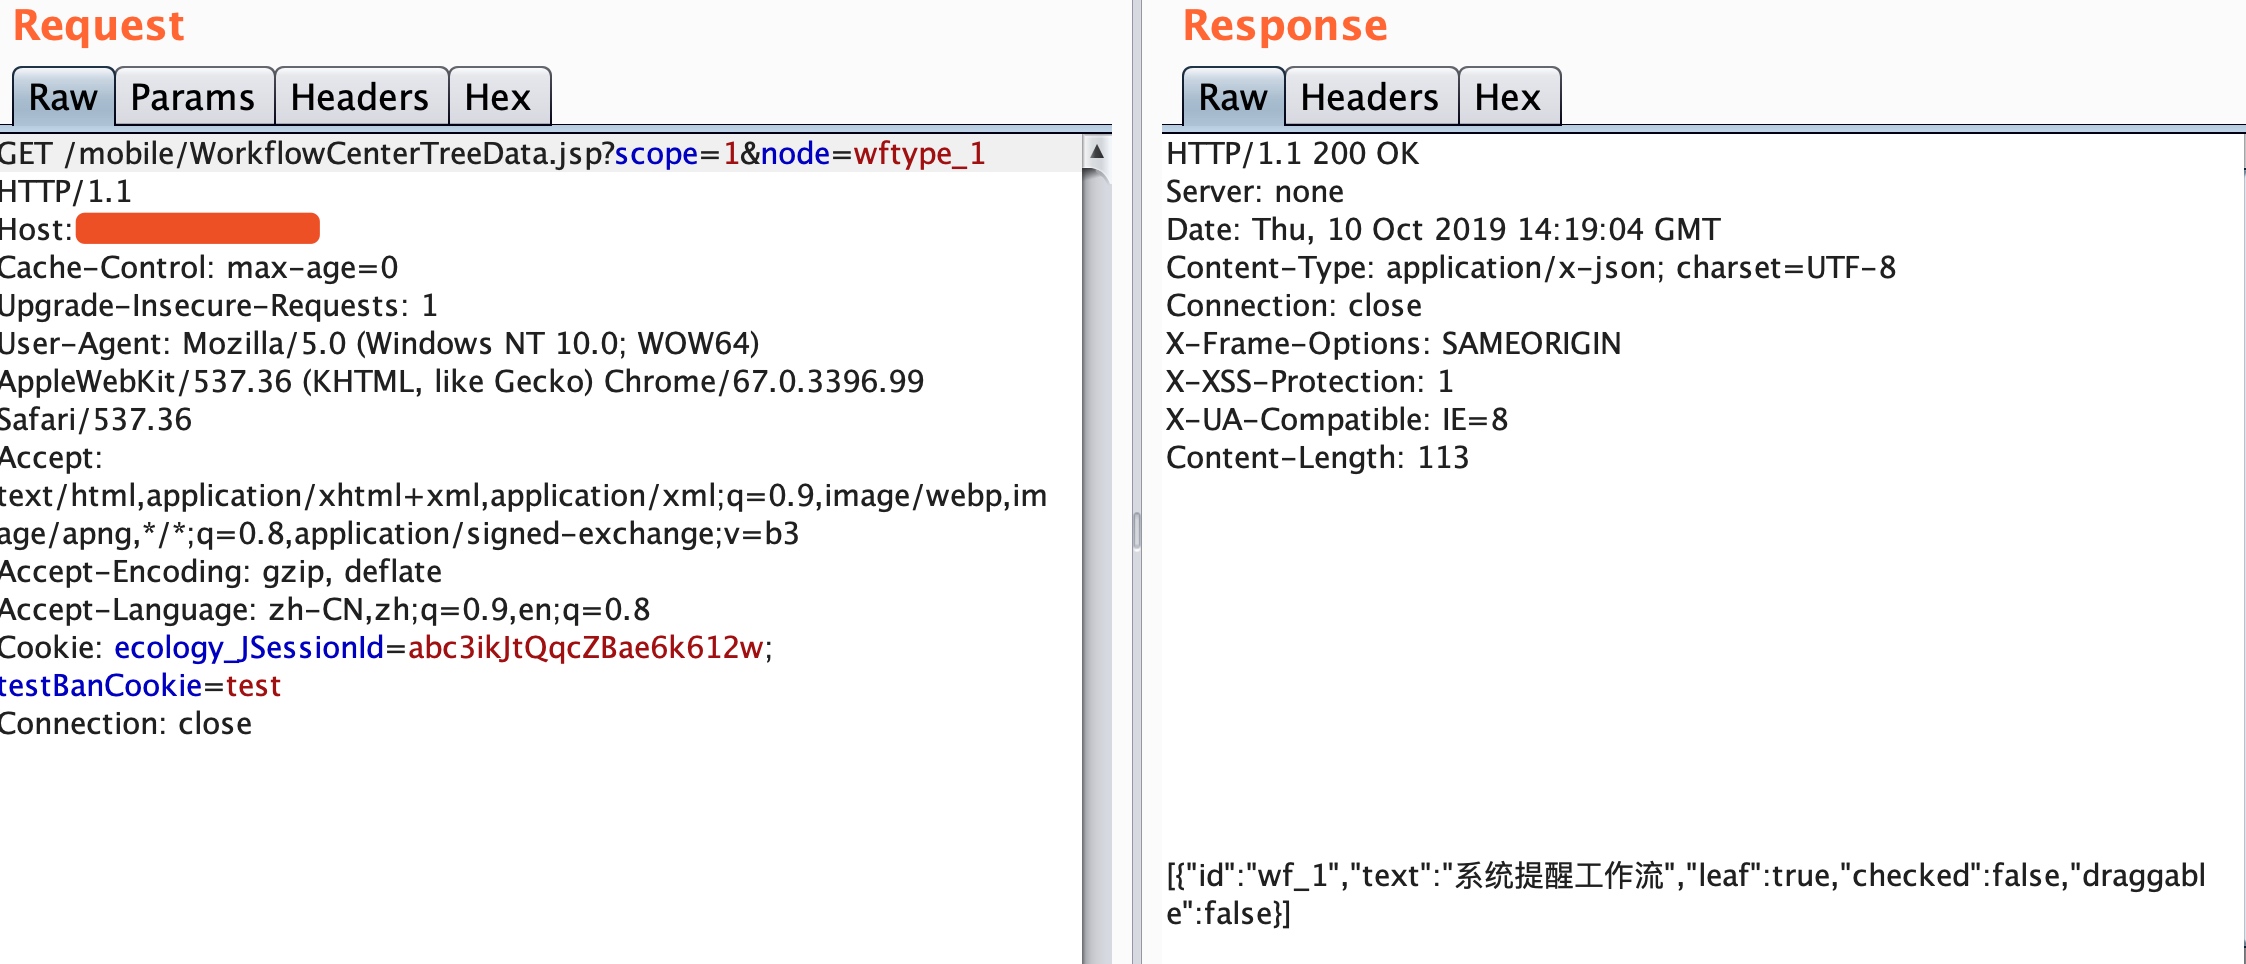 Request
Raw Params Headers Hex
GET /mobile/WorkflowCenterTreeData.jsp?scope=1&node=wftype_1
HTTP/1.1
Host:
Cache-Control: max-age=0
Upgrade-Insecure-Requests: 1
User-Agent: Mozilla/5.0 (Windows NT 10.0; WOW64)
AppleWebKit/537.36 (KHTML, like Gecko) Chrome/67.0.3396.99
Safari/537.36
Accept:
text/html,application/xhtml+xml,application/xml;q=0.9,image/webp,im
age/apng,*/*;q=0.8,application/signed-exchange;v=b3
Accept-Encoding: gzip, deflate
Accept-Language: zh-CN,zh;q=0.9,en;q=0.8
Cookie: ecology_JSessionId=abc3ikJtQqcZBae6k612w;
testBanCookie=test
Connection: close
Response
Raw Headers Hex
HTTP/1.1 200 OK
Server: none
Date: Thu, 10 Oct 2019 14:19:04 GMT
Content-Type: application/x-json; charset=UTF-8
Connection: close
X-Frame-Options: SAMEORIGIN
X-XSS-Protection: 1
X-UA-Compatible: IE=8
Content-Length: 113
[{"id":"wf_1","text":"系统提醒工作流","leaf":true,"checked":false,"draggabl
e":false}]